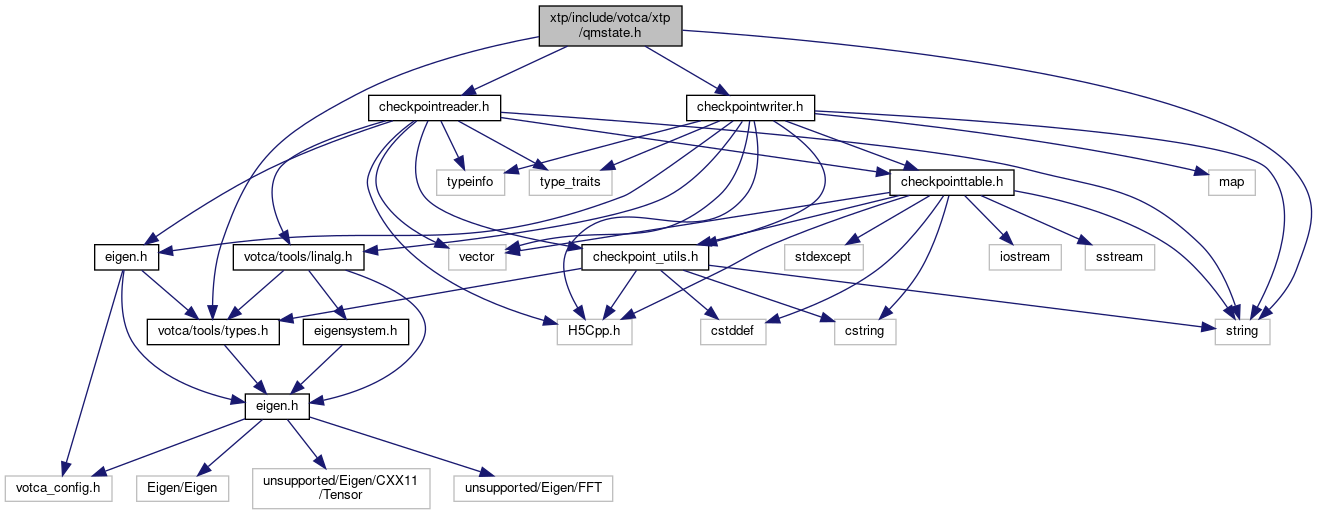 xtp/include/votca/xtp
/qmstate.h
checkpointreader.h
checkpointwriter.h
typeinfo
type_traits
checkpointtable.h
map
eigen.h
votca/tools/linalg.h
vector
checkpoint_utils.h
stdexcept
iostream
sstream
votca/tools/types.h
eigensystem.h
H5Cpp.h
cstddef
cstring
string
eigen.h
votca_config.h
Eigen/Eigen
unsupported/Eigen/CXX11
/Tensor
unsupported/Eigen/FFT